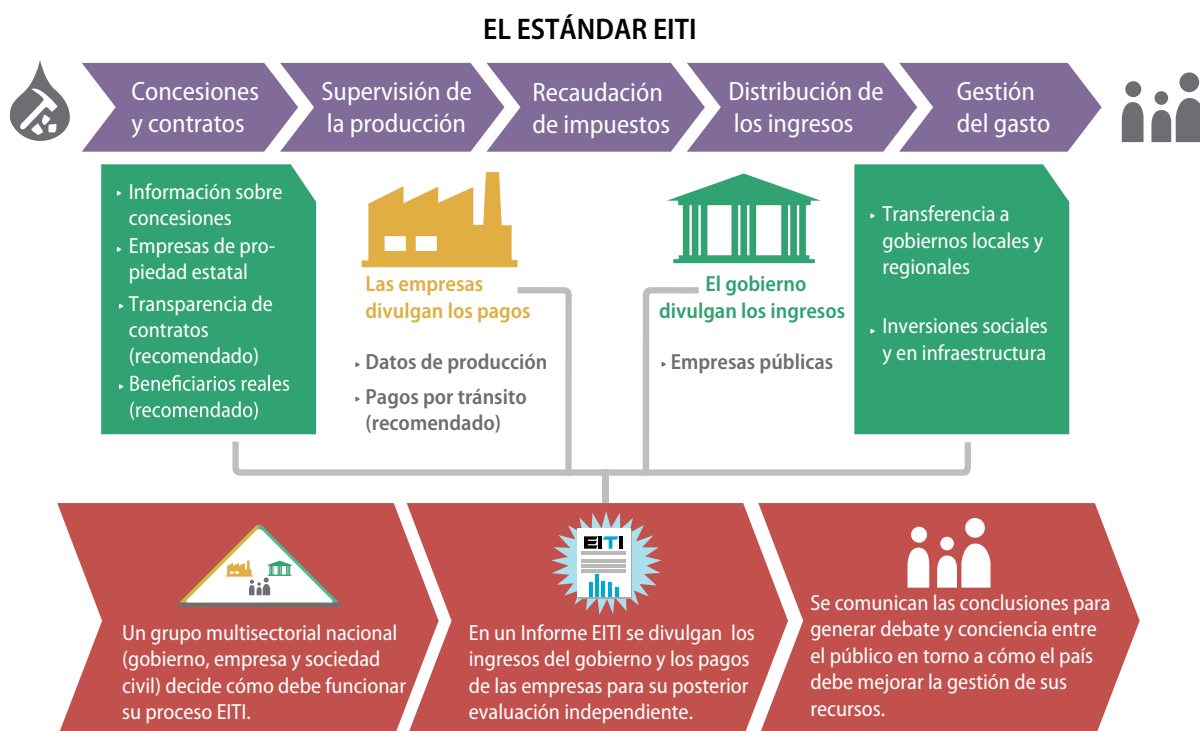 EL ESTÁNDAR EITI
Concesiones
y contratos
Supervisión de
la producción
Recaudación
de impuestos
Distribución de
los ingresos
Gestión
del gasto
‣ Información sobre
concesiones
‣ Empresas de pro-
piedad estatal
‣ Transparencia de
contratos
(recomendado)
‣ Beneficiarios reales
(recomendado)
Las empresas
divulgan los pagos
‣ Datos de producción
‣ Pagos por tránsito
(recomendado)
El gobierno
divulgan los ingresos
‣ Empresas públicas
‣ Transferencia a
gobiernos locales y
regionales
‣ Inversiones sociales
y en infraestructura
Un grupo multisectorial nacional
(gobierno, empresa y sociedad
civil) decide cómo debe funcionar
su proceso EITI.
EITI
En un Informe EITI se divulgan los
ingresos del gobierno y los pagos
de las empresas para su posterior
evaluación independiente.
Se comunican las conclusiones para
generar debate y conciencia entre
el público en torno a cómo el país
debe mejorar la gestión de sus
recursos.